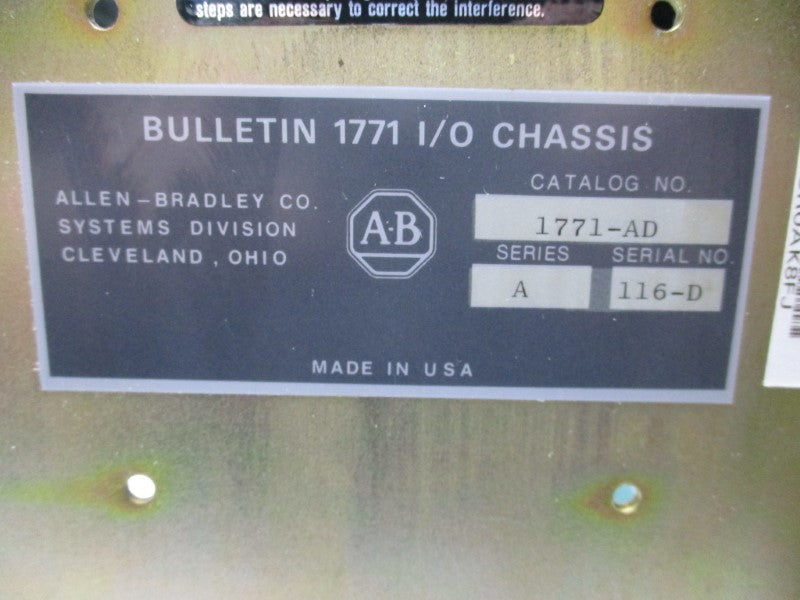 steps are necessary to correct the interference.
BULLETIN 1771 I/O CHASSIS
ALLEN-BRADLEY CO.
SYSTEMS DIVISION
CLEVELAND, OHIO
A·B
CATALOG NO.
1771-AD
SERIES
A
SERIAL NO.
116-D
MADE IN USA